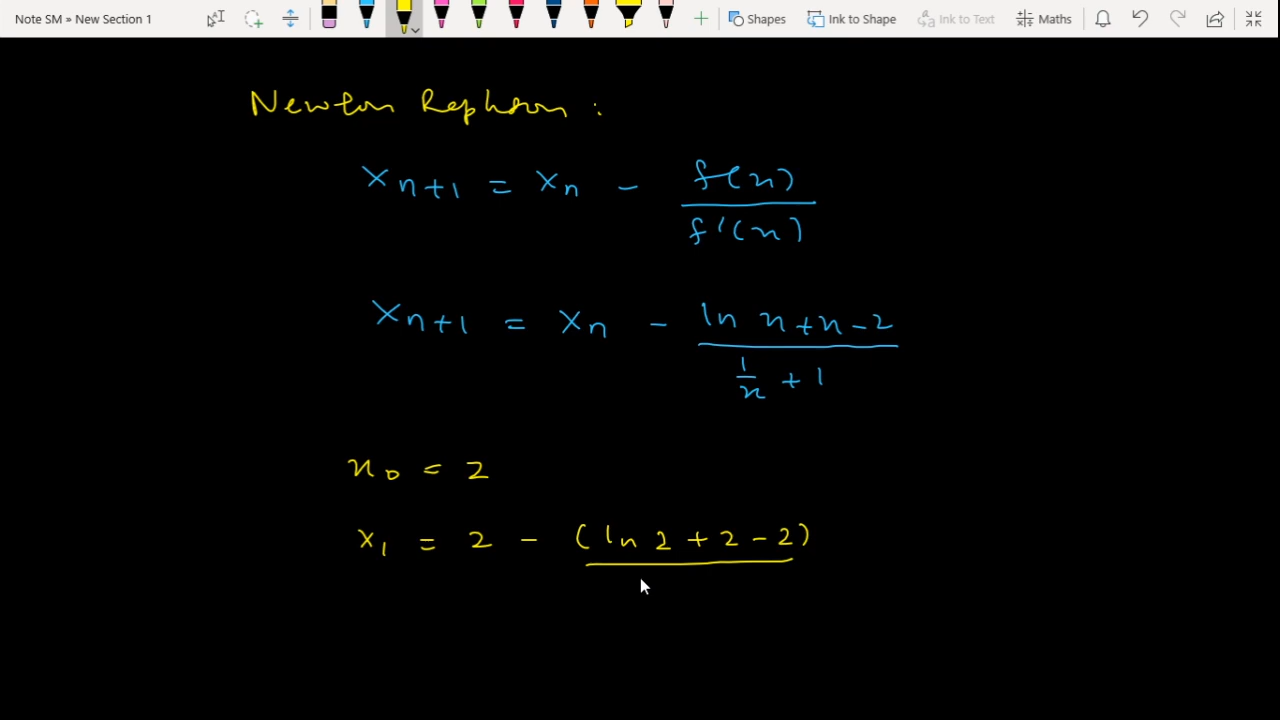 Note SM » New Section 1 Shapes Ink to Shape Ink to Text Maths
Newton Raphson :
Xn+1 = Xn - f(x)
f'(x)
Xn+1 = Xn - ln x+x-2
1/x + 1
x0 = 2
X1 = 2 - (ln 2 + 2 - 2)